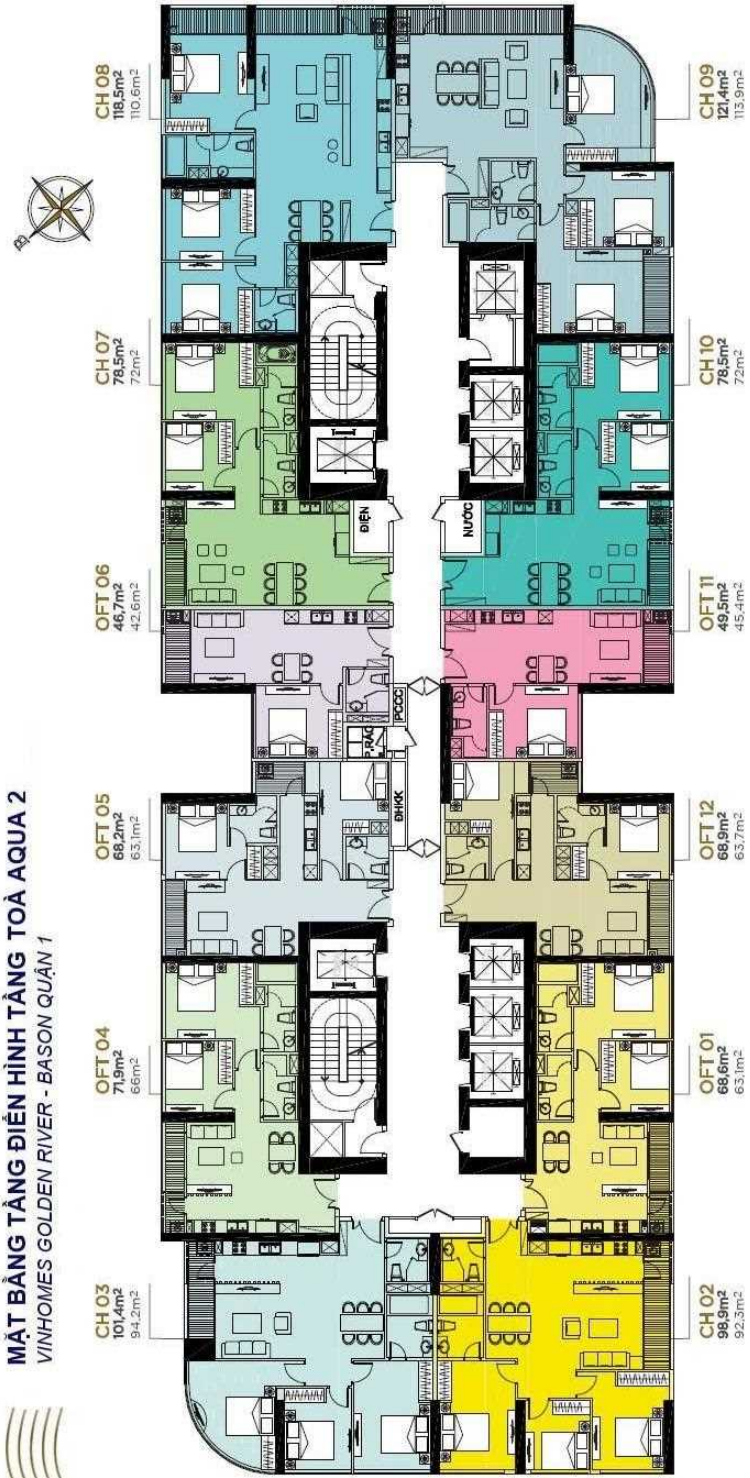 MẶT BẰNG TẦNG ĐIỂN HÌNH TẦNG TOÀ AQUA 2
VINHOMES GOLDEN RIVER - BASON QUẬN 1
B
CH 03
101,4m²
94,2m²
OFT 04
71,9m²
66m²
OFT 05
68,2m²
63,1m²
OFT 06
46,7m²
42,6m²
CH 07
78,5m²
72m²
CH 08
118,5m²
110,6m²
ĐHKK
P.RÁC
PCCC
ĐIỆN
NƯỚC
CH 02
98,9m²
92,3m²
OFT 01
68,6m²
63,1m²
OFT 12
68,9m²
63,7m²
OFT 11
49,5m²
45,4m²
CH 10
78,5m²
72m²
CH 09
121,4m²
113,9m²